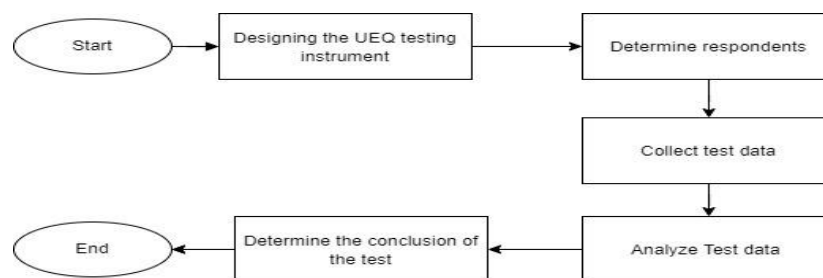 Start
Designing the UEQ testing
instrument
Determine respondents
Collect test data
Analyze Test data
Determine the conclusion of
the test
End